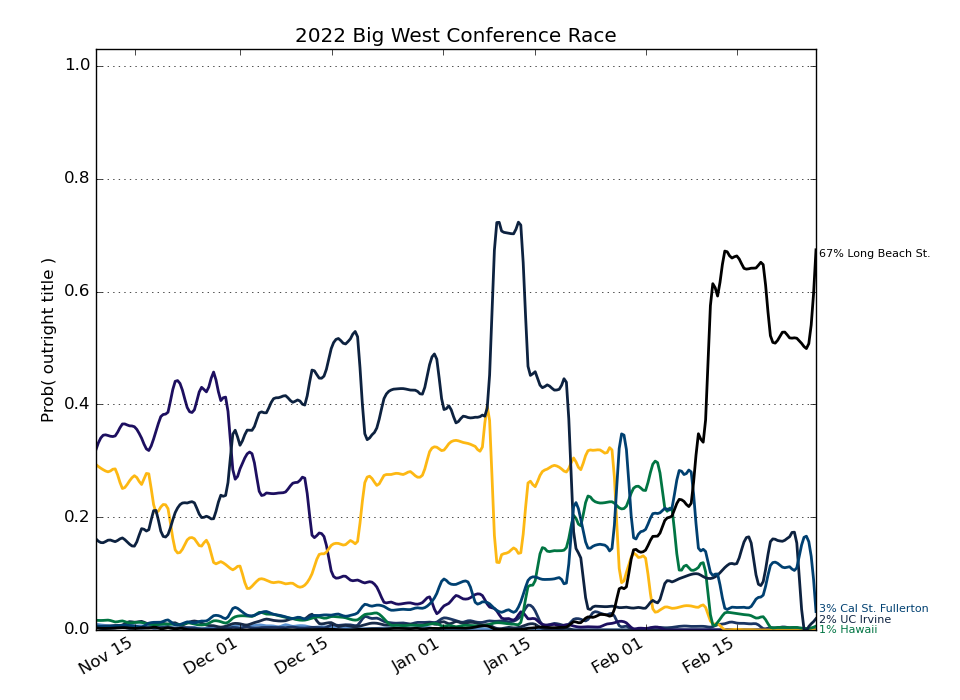 2022 Big West Conference Race
Prob( outright title )
1.0
0.8
0.6
0.4
0.2
0.0
67% Long Beach St.
3% Cal St. Fullerton
2% UC Irvine
1% Hawaii
Nov 15
Dec 01
Dec 15
Jan 01
Jan 15
Feb 01
Feb 15